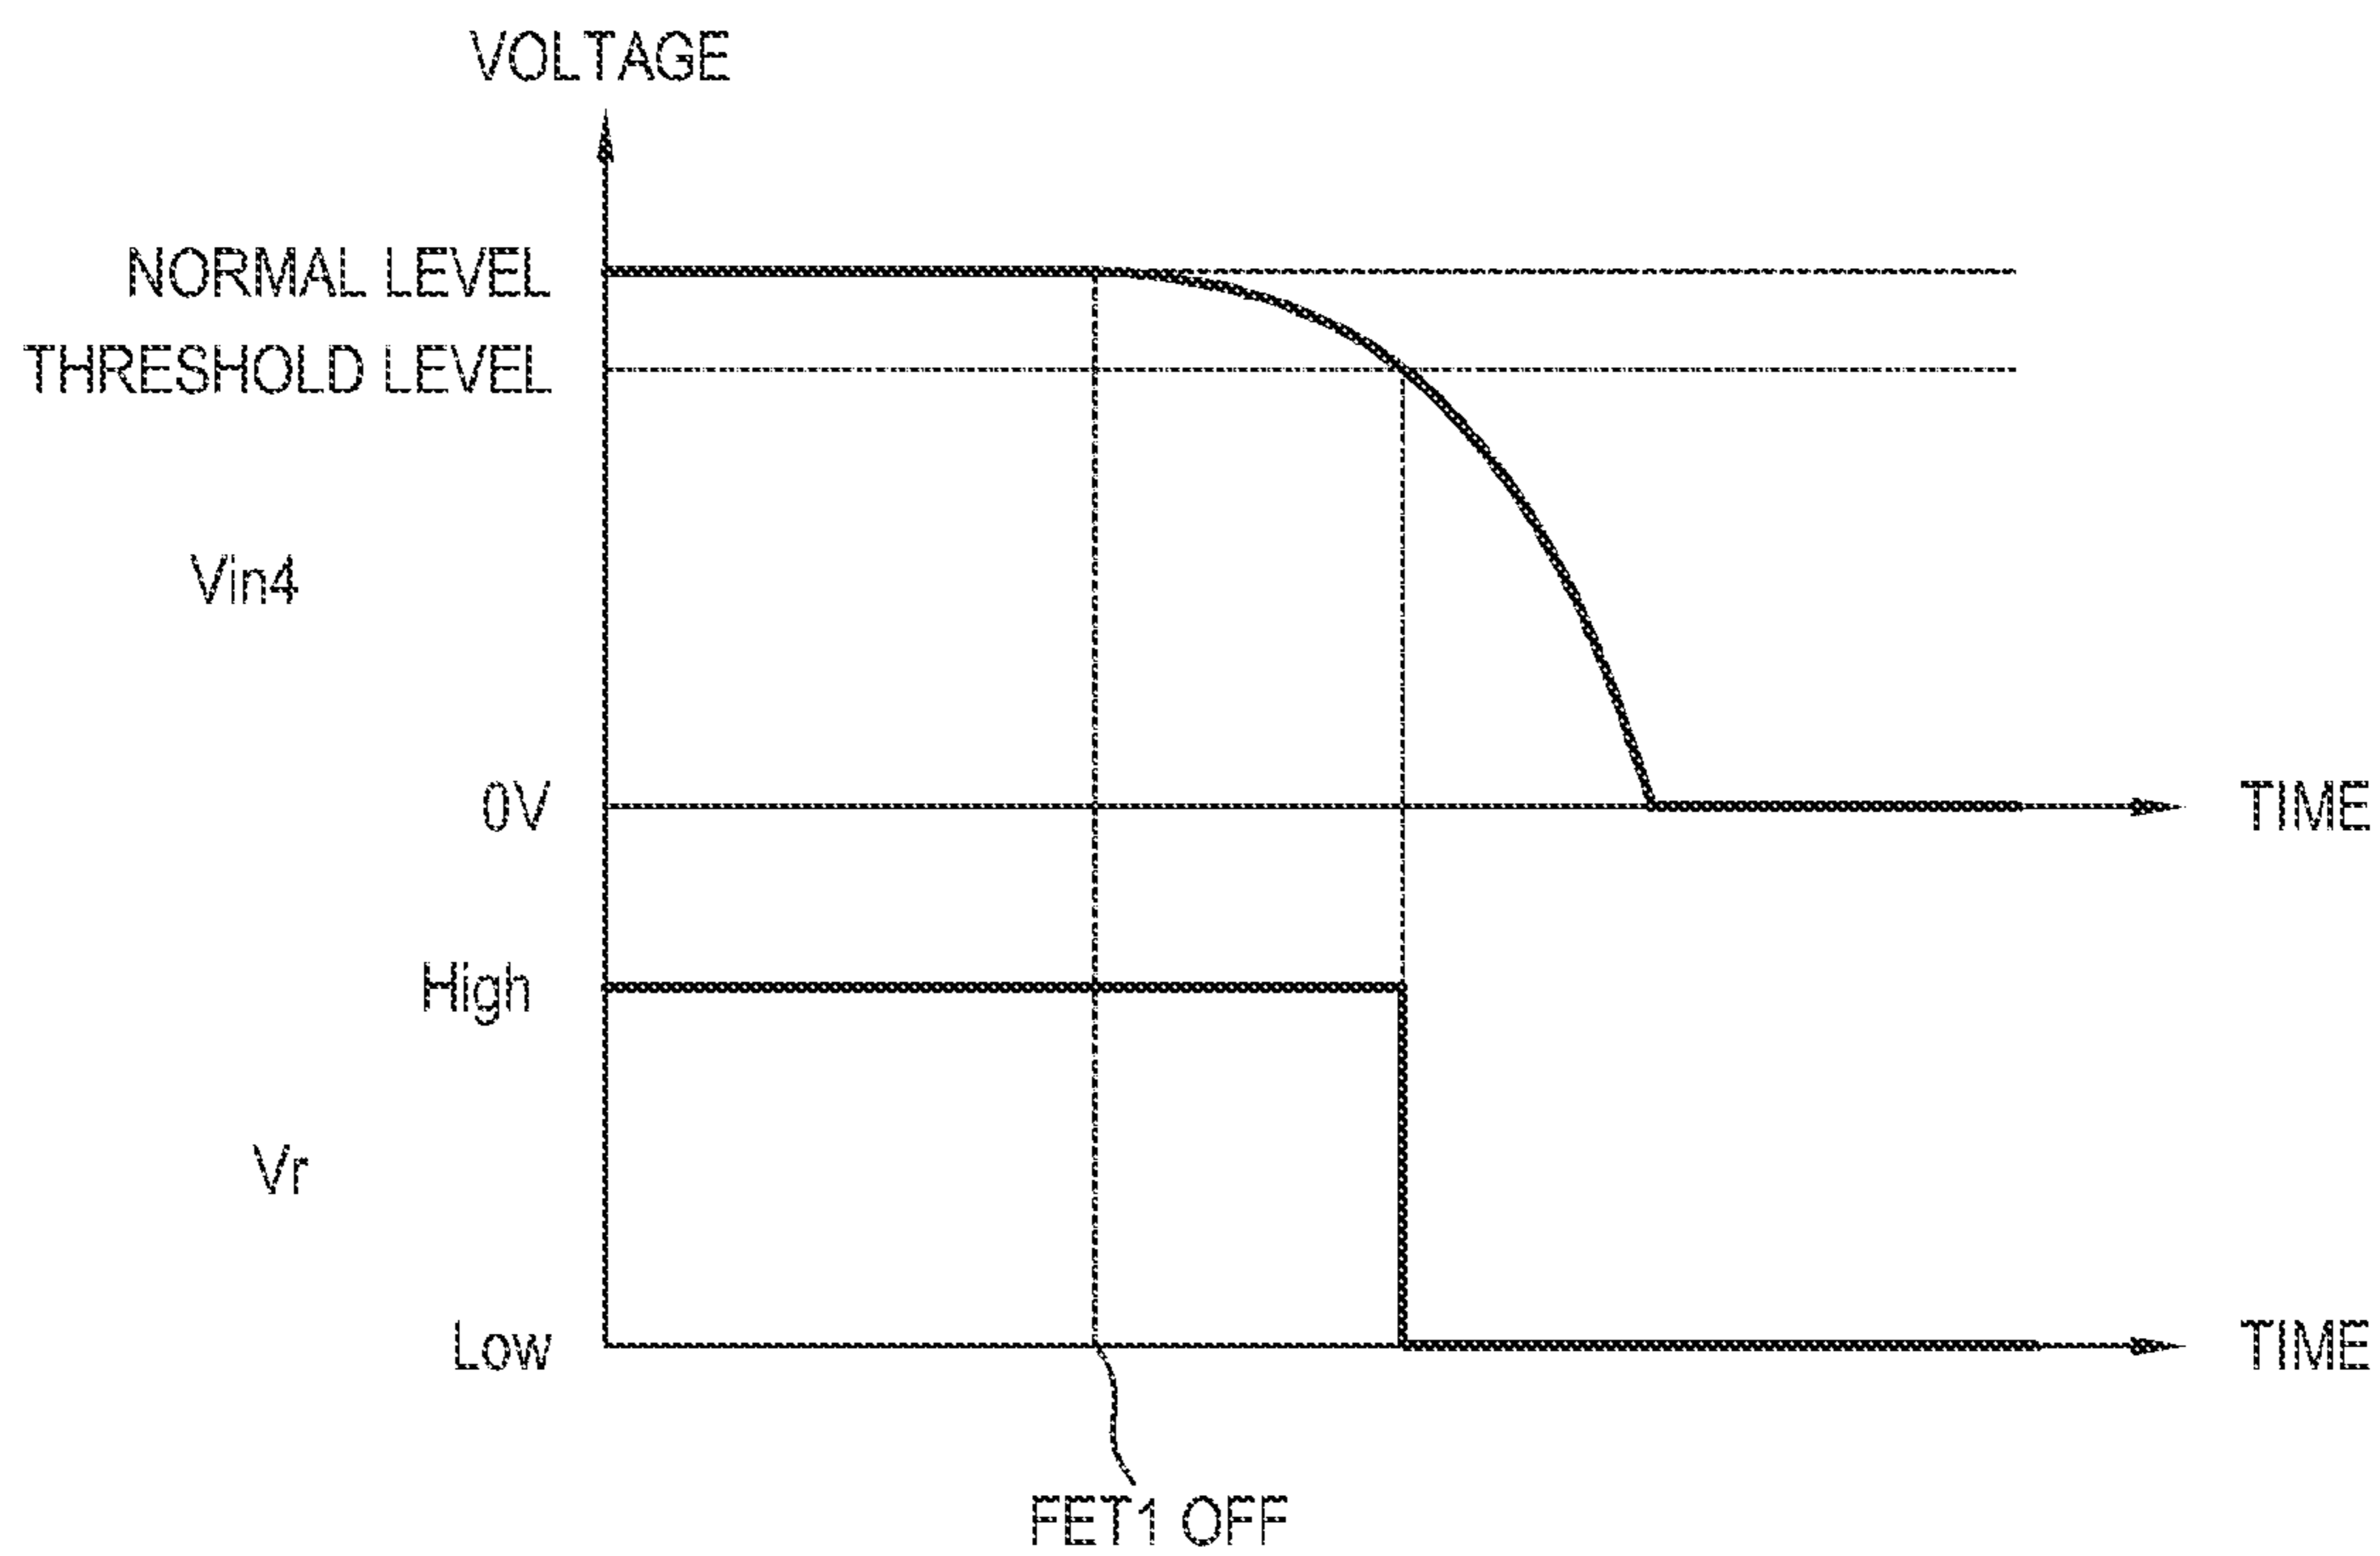 VOLTAGE
NORMAL LEVEL
THRESHOLD LEVEL
Vin4
0V
TIME
High
Vr
Low
TIME
FET1 OFF